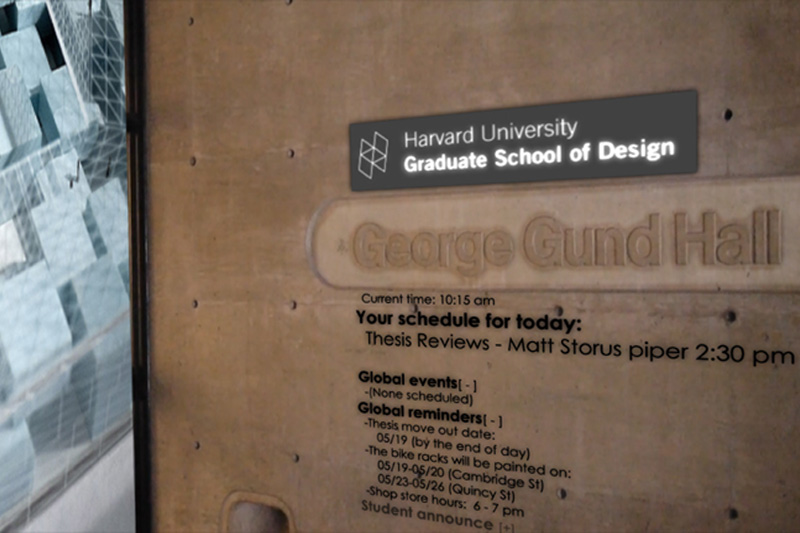 Harvard University
Graduate School of Design
George Gund Hall
Current time: 10:15 am
Your schedule for today:
Thesis Reviews - Matt Storus piper 2:30 pm
Global events[ - ]
-(None scheduled)
Global reminders[ - ]
-Thesis move out date:
05/19 (by the end of day)
-The bike racks will be painted on:
05/19-05/20 (Cambridge St)
05/23-05/26 (Quincy St)
-Shop store hours: 6 - 7 pm
Student announce [+]